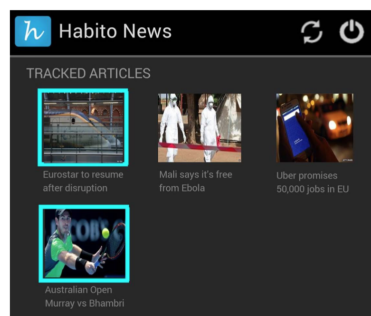 h Habito News
TRACKED ARTICLES
Eurostar to resume
after disruption
Mali says it's free
from Ebola
Uber promises
50,000 jobs in EU
Australian Open
Murray vs Bhambri